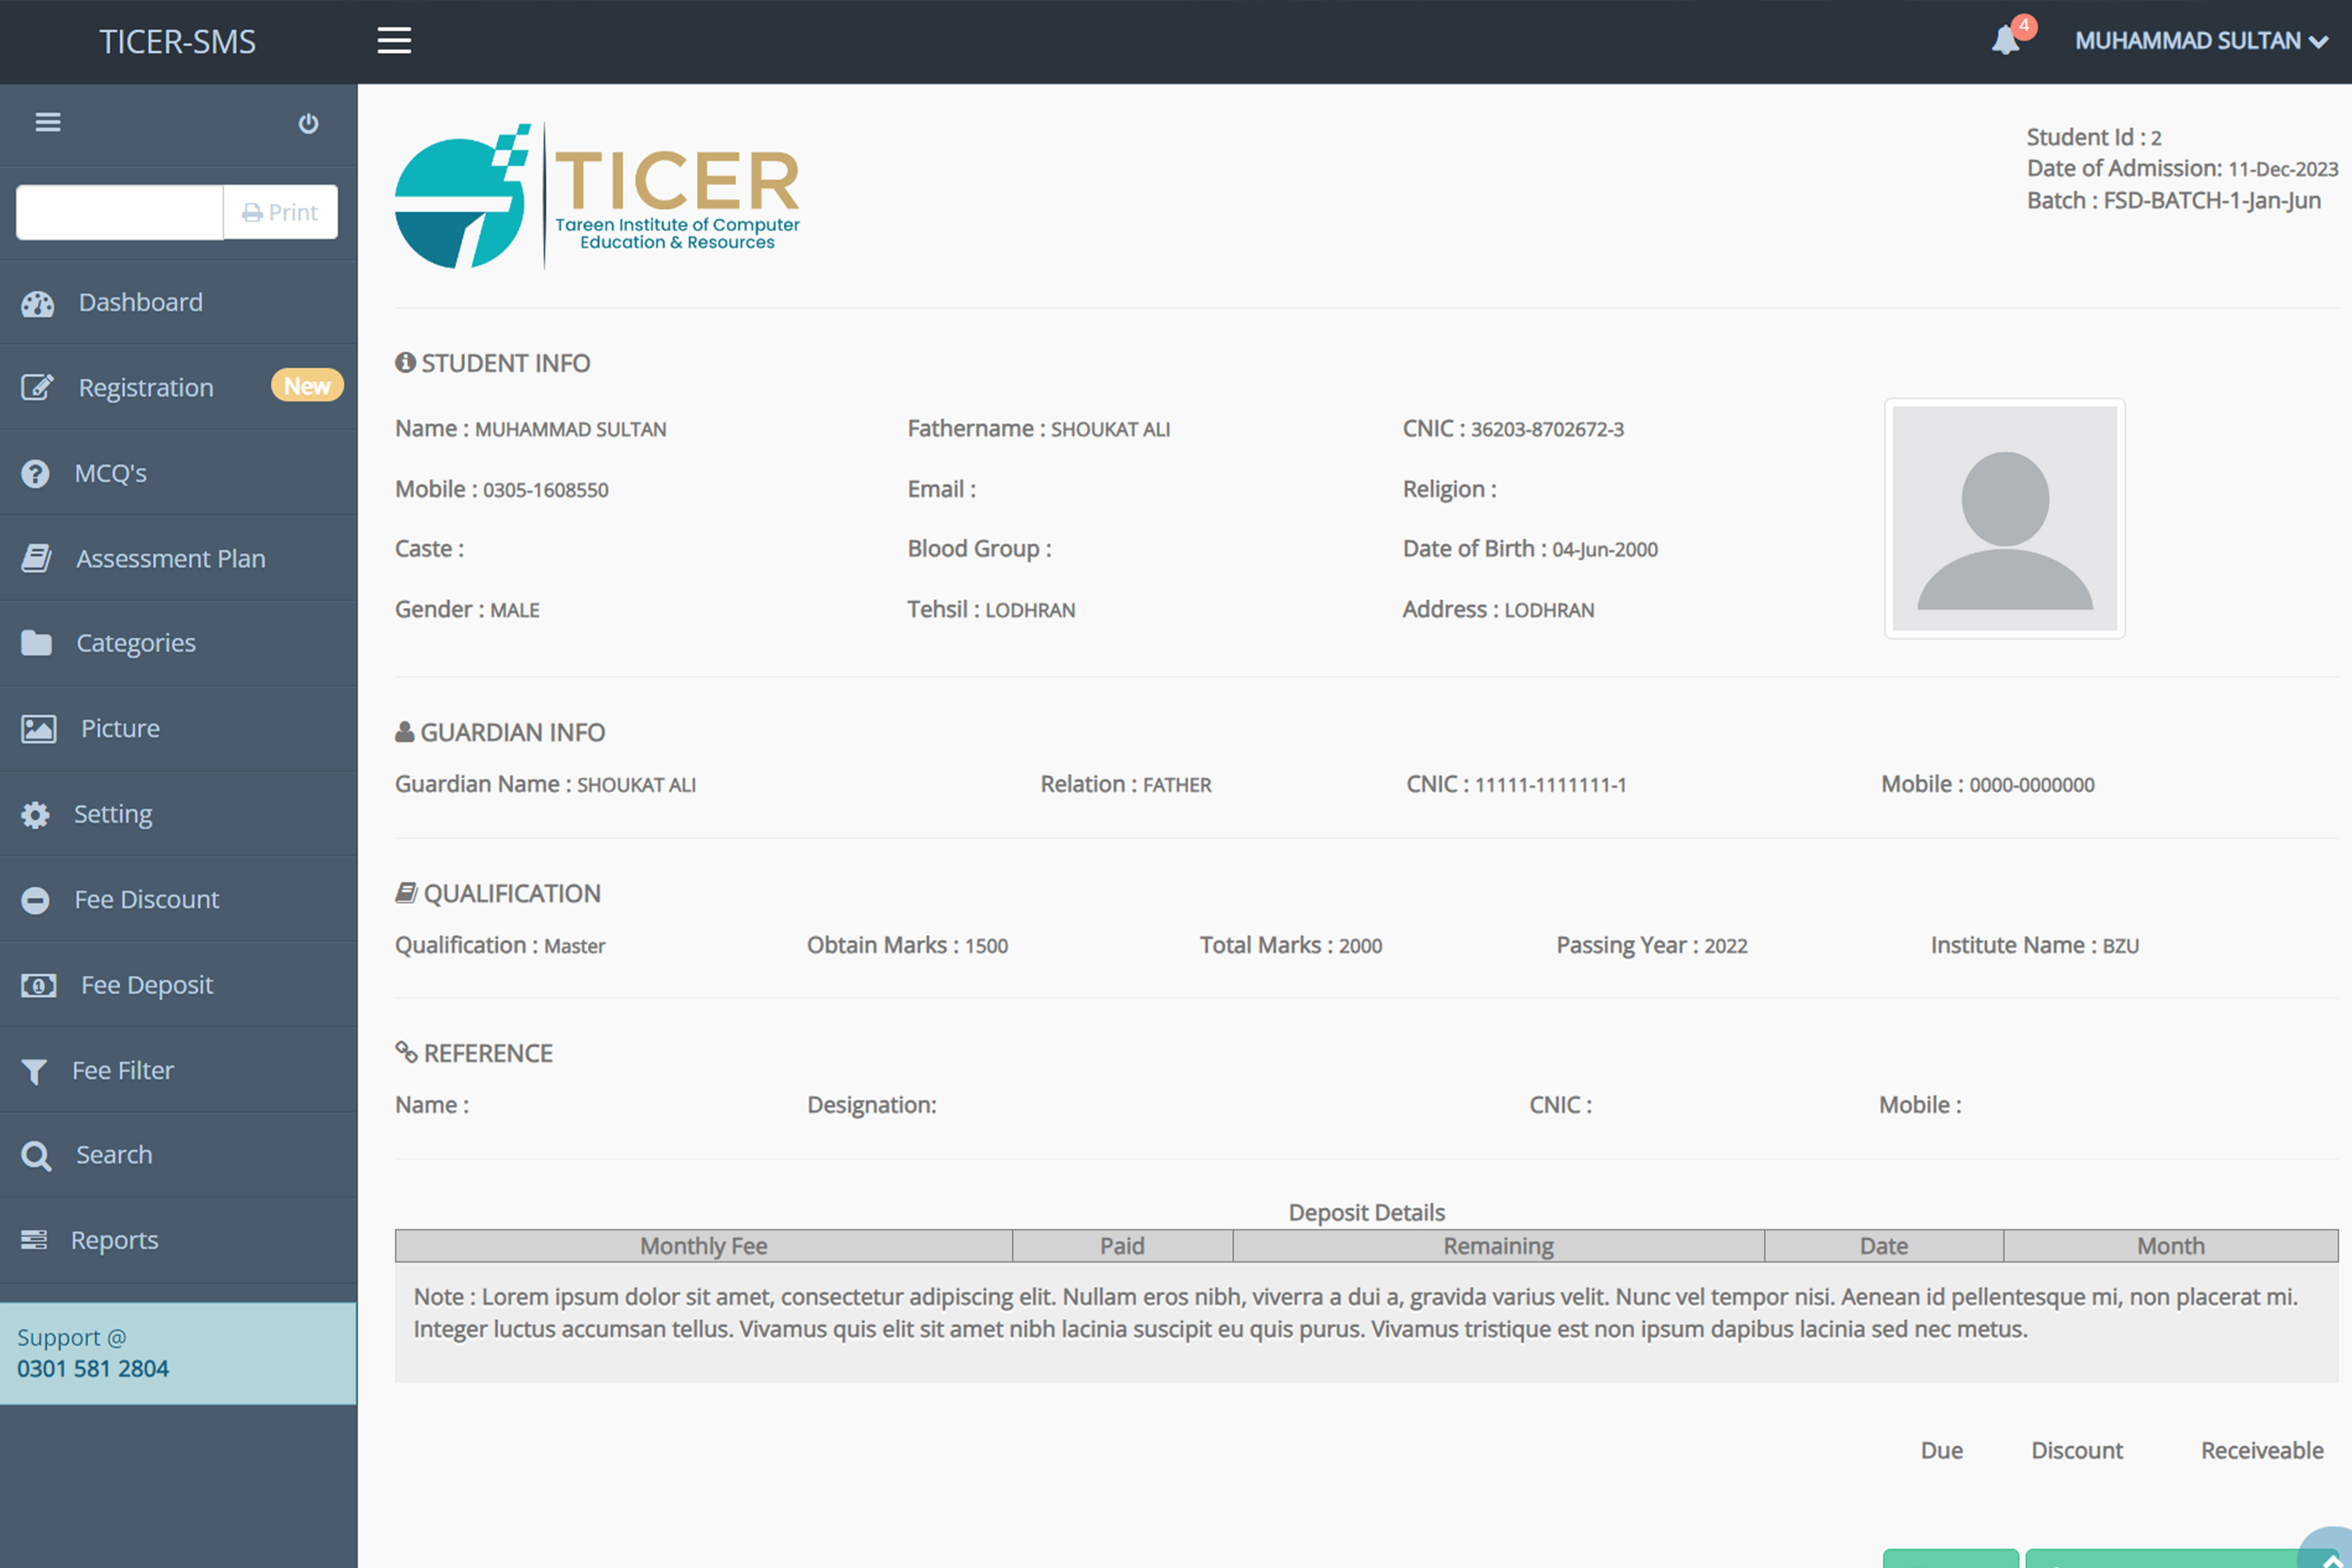 TICER-SMS
4
MUHAMMAD SULTAN
Print
Dashboard
Registration New
MCQ's
Assessment Plan
Categories
Picture
Setting
Fee Discount
Fee Deposit
Fee Filter
Search
Reports
Support @
0301 581 2804
TICER
Tareen Institute of Computer
Education & Resources
Student Id : 2
Date of Admission: 11-Dec-2023
Batch : FSD-BATCH-1-Jan-Jun
STUDENT INFO
Name : MUHAMMAD SULTAN Fathername : SHOUKAT ALI CNIC : 36203-8702672-3
Mobile : 0305-1608550 Email : Religion :
Caste : Blood Group : Date of Birth : 04-Jun-2000
Gender : MALE Tehsil : LODHRAN Address : LODHRAN
GUARDIAN INFO
Guardian Name : SHOUKAT ALI Relation : FATHER CNIC : 11111-1111111-1 Mobile : 0000-0000000
QUALIFICATION
Qualification : Master Obtain Marks : 1500 Total Marks : 2000 Passing Year : 2022 Institute Name : BZU
REFERENCE
Name : Designation: CNIC : Mobile :
Deposit Details
Monthly Fee Paid Remaining Date Month
Note : Lorem ipsum dolor sit amet, consectetur adipiscing elit. Nullam eros nibh, viverra a dui a, gravida varius velit. Nunc vel tempor nisi. Aenean id pellentesque mi, non placerat mi.
Integer luctus accumsan tellus. Vivamus quis elit sit amet nibh lacinia suscipit eu quis purus. Vivamus tristique est non ipsum dapibus lacinia sed nec metus.
Due Discount Receiveable